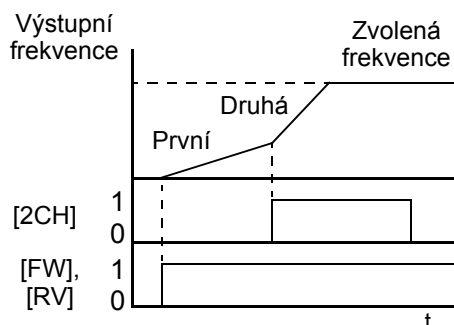 Výstupní
frekvence
Zvolená
frekvence
Druhá
První
[2CH]
1
0
[FW],
[RV]
1
0
t